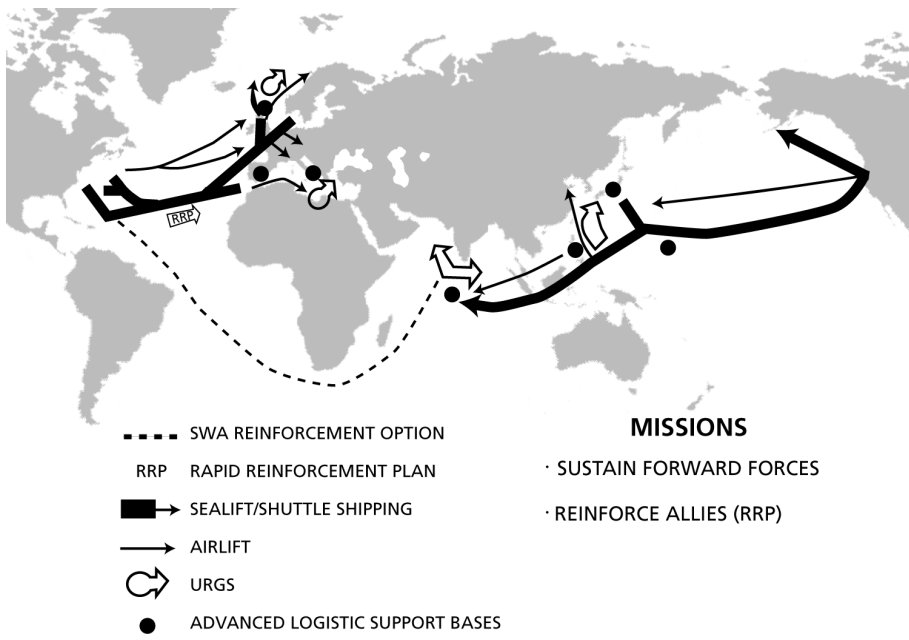 RRP
SWA REINFORCEMENT OPTION
RRP RAPID REINFORCEMENT PLAN
SEALIFT/SHUTTLE SHIPPING
AIRLIFT
URGS
ADVANCED LOGISTIC SUPPORT BASES
MISSIONS
· SUSTAIN FORWARD FORCES
· REINFORCE ALLIES (RRP)